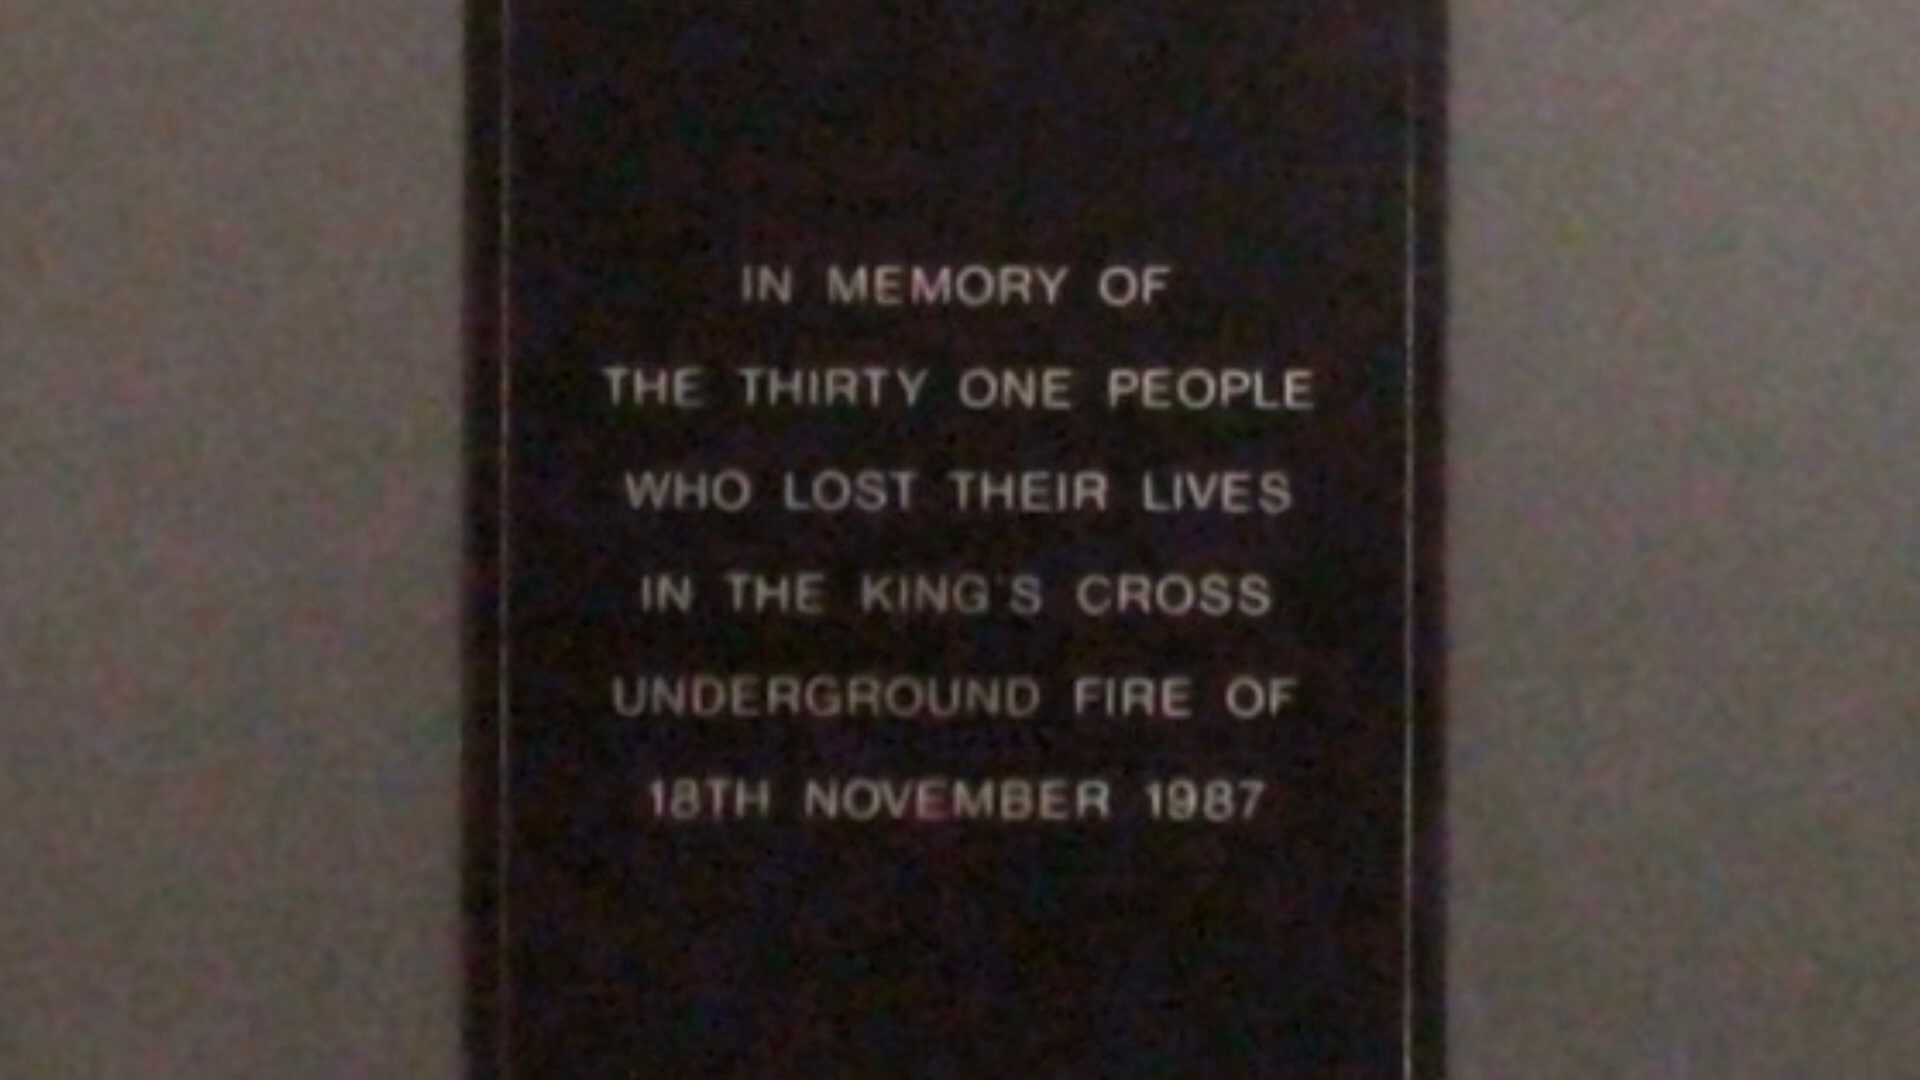 IN MEMORY OF
THE THIRTY ONE PEOPLE
WHO LOST THEIR LIVES
IN THE KING'S CROSS
UNDERGROUND FIRE OF
18TH NOVEMBER 1987